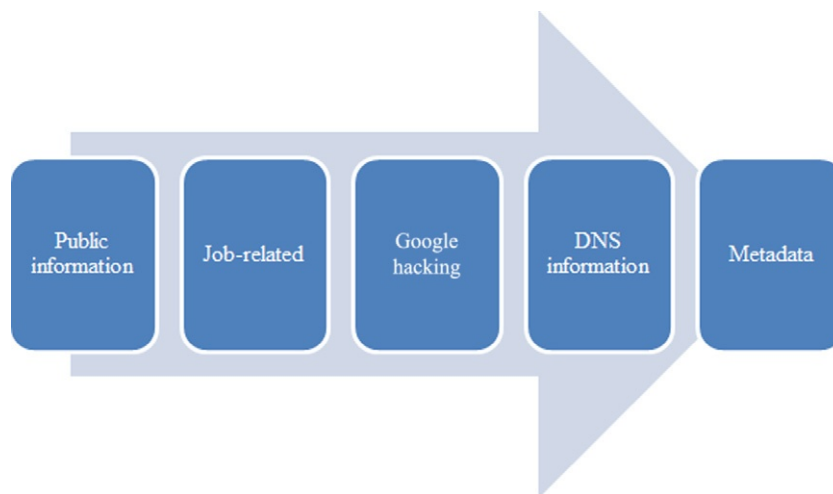 Public
information
Job-related
Google
hacking
DNS
information
Metadata